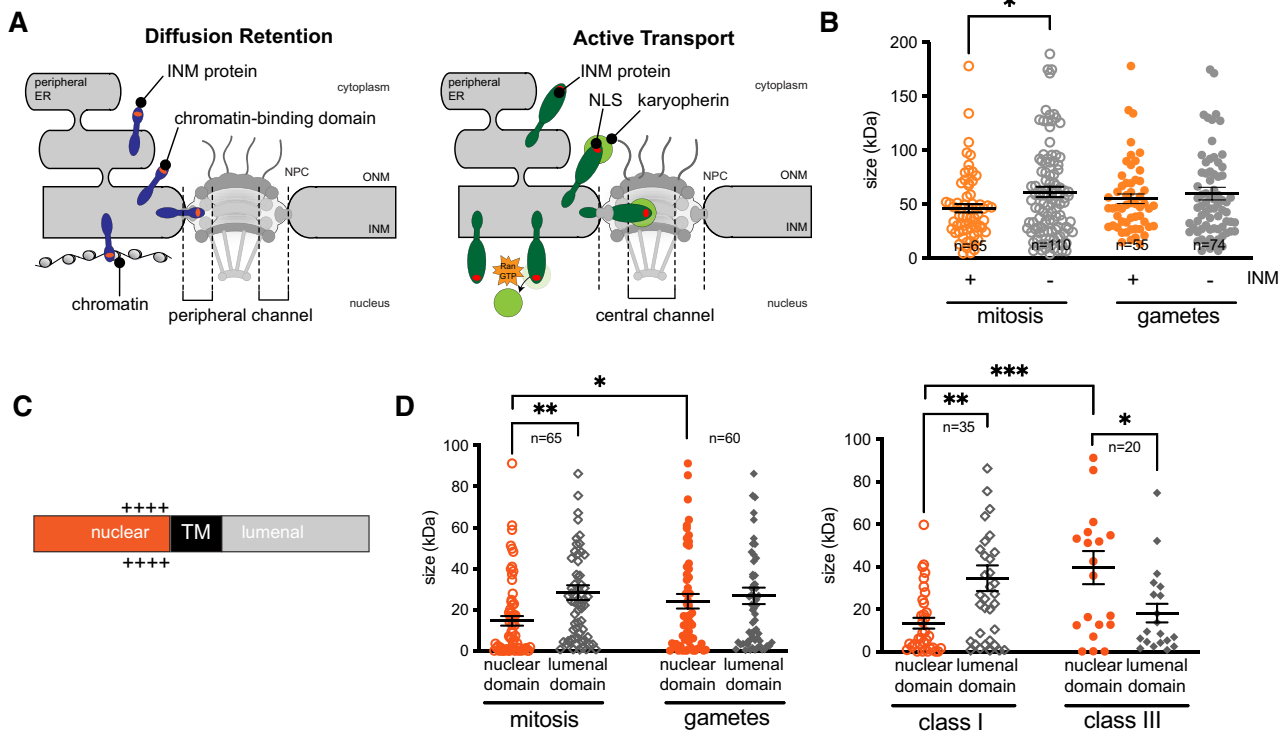 A
Diffusion Retention
INM protein
peripheral
ER
cytoplasm
chromatin-binding domain
NPC
ONM
INM
chromatin
peripheral channel
nucleus
Active Transport
INM protein
peripheral
ER
NLS
karyopherin
cytoplasm
NPC
ONM
INM
Ran
GTP
central channel
nucleus
B
*
size (kDa)
200
150
100
50
0
n=65
n=110
n=55
n=74
+
-
+
-
INM
mitosis
gametes
C
++++
nuclear
TM
lumenal
++++
D
*
**
n=65
n=60
size (kDa)
100
80
60
40
20
0
nuclear
domain
lumenal
domain
nuclear
domain
lumenal
domain
mitosis
gametes
***
**
*
n=35
n=20
size (kDa)
100
80
60
40
20
0
nuclear
domain
lumenal
domain
nuclear
domain
lumenal
domain
class I
class III